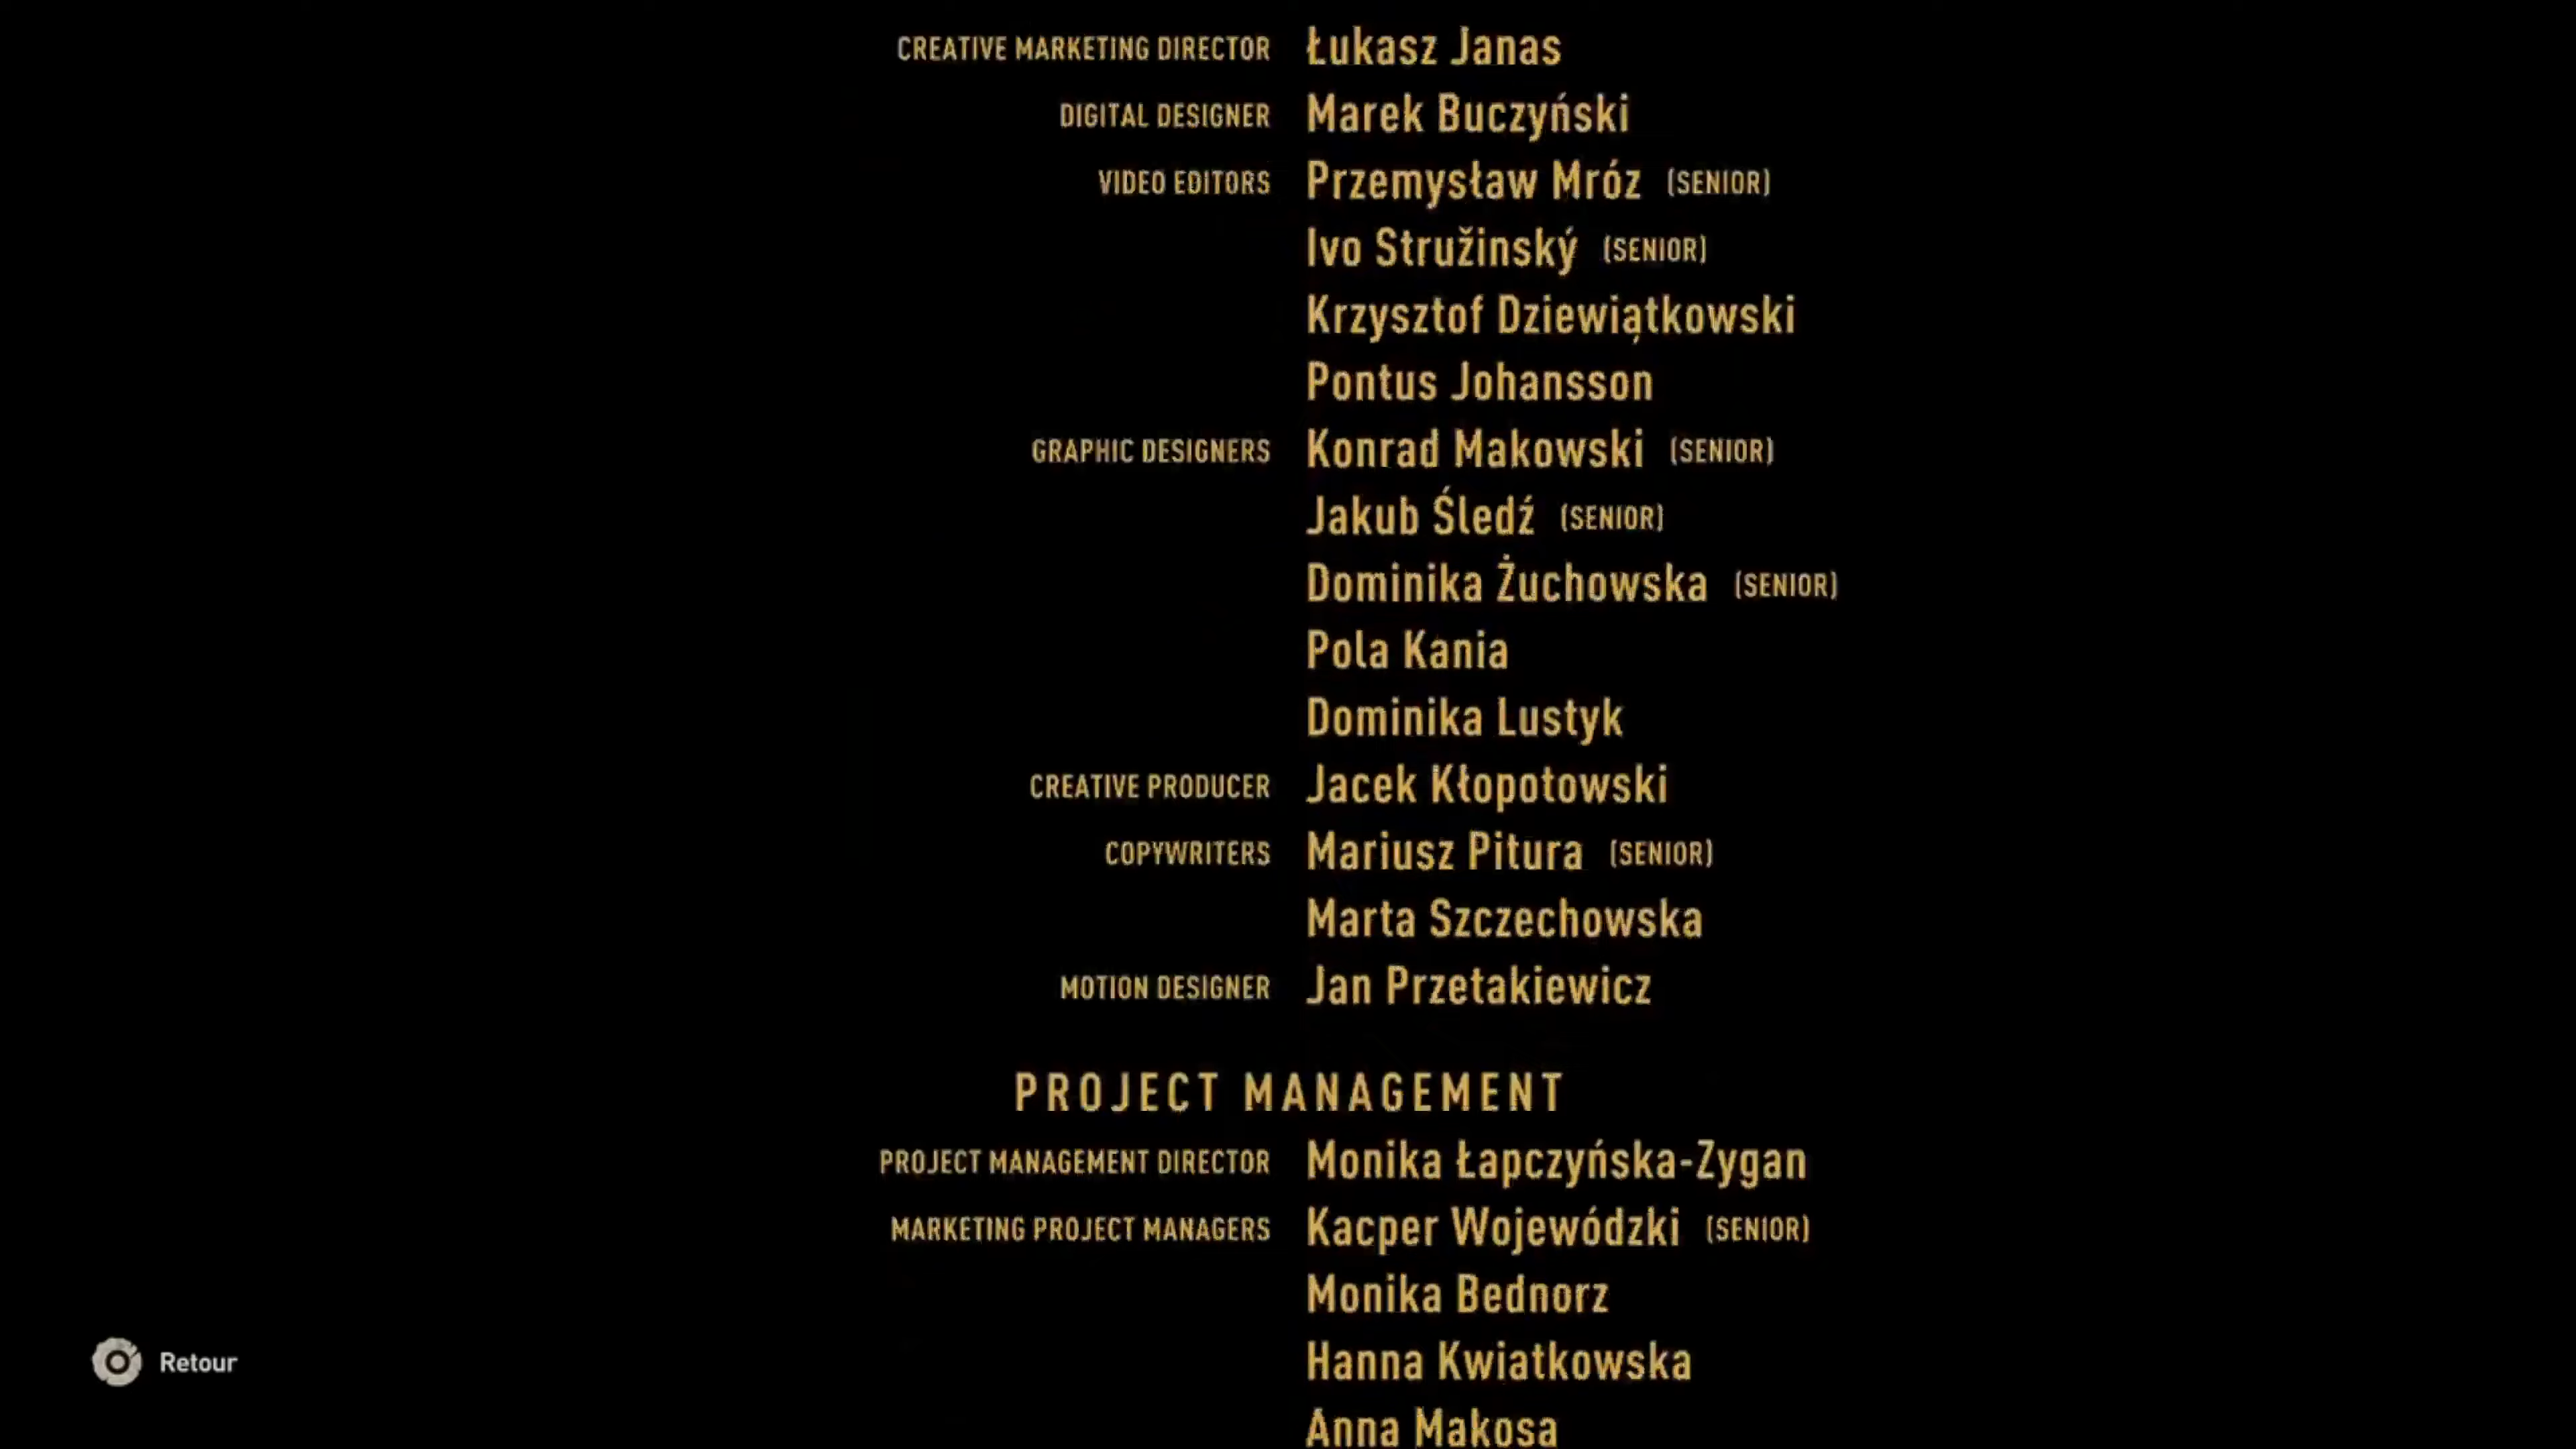 CREATIVE MARKETING DIRECTOR Łukasz Janas
DIGITAL DESIGNER Marek Buczyński
VIDEO EDITORS Przemysław Mróz (SENIOR)
Ivo Stružinský (SENIOR)
Krzysztof Dziewiątkowski
Pontus Johansson
GRAPHIC DESIGNERS Konrad Makowski (SENIOR)
Jakub Śledź (SENIOR)
Dominika Żuchowska (SENIOR)
Pola Kania
Dominika Lustyk
CREATIVE PRODUCER Jacek Kłopotowski
COPYWRITERS Mariusz Pitura (SENIOR)
Marta Szczechowska
MOTION DESIGNER Jan Przetakiewicz
PROJECT MANAGEMENT
PROJECT MANAGEMENT DIRECTOR Monika Łapczyńska-Zygan
MARKETING PROJECT MANAGERS Kacper Wojewódzki (SENIOR)
Monika Bednorz
Hanna Kwiatkowska
Anna Makosa
Retour